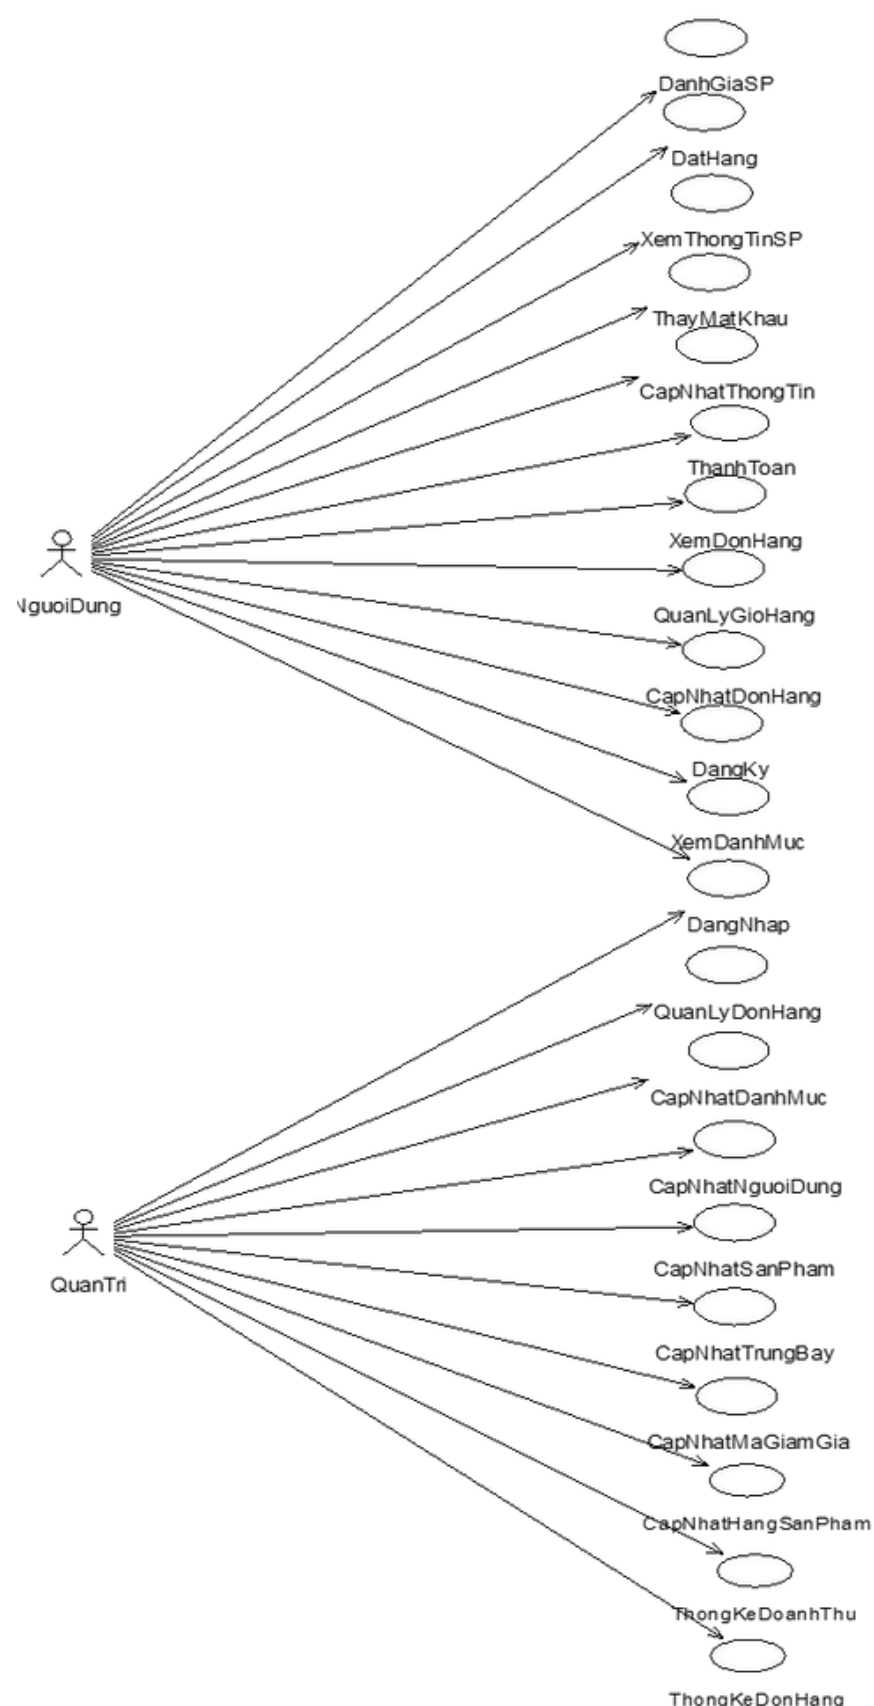 DanhGiaSP
DatHang
XemThongTinSP
ThayMatKhau
CapNhatThongTin
ThanhToan
XemDonHang
NguoiDung
QuanLyGioHang
CapNhatDonHang
DangKy
XemDanhMuc
DangNhap
QuanLyDonHang
CapNhatDanhMuc
CapNhatNguoiDung
CapNhatSanPham
QuanTri
CapNhatTrungBay
CapNhatMaGiamGia
CapNhatHangSanPham
ThongKeDoanhThu
ThongKeDonHang